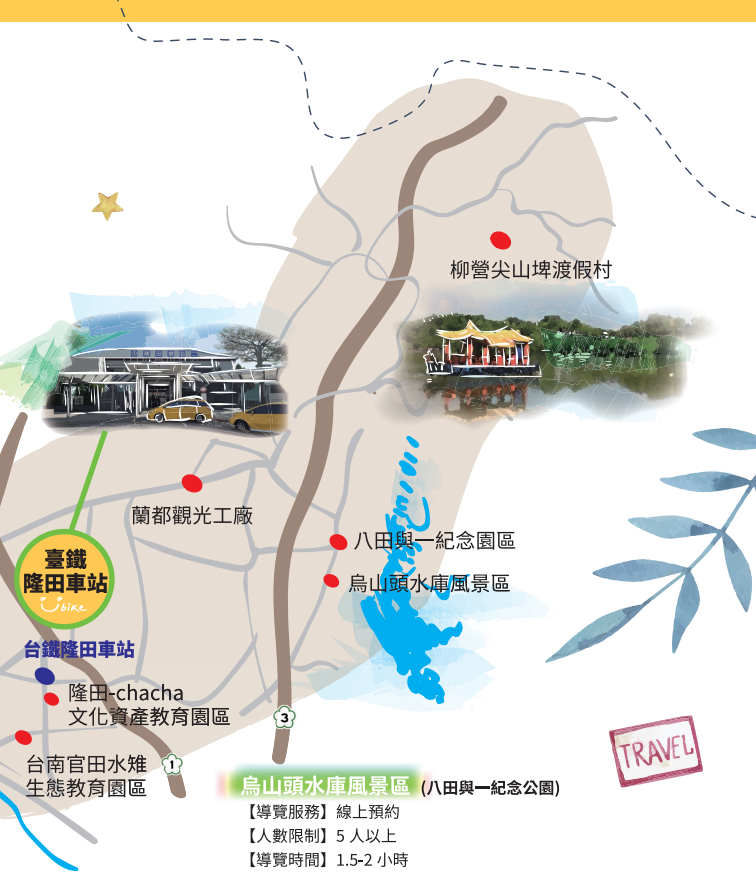 柳營尖山埤渡假村
蘭都觀光工廠
八田與一紀念園區
烏山頭水庫風景區
臺鐵
隆田車站
Ubike
台鐵隆田車站
隆田-chacha
文化資產教育園區
3
台南官田水雉
生態教育園區
1
TRAVEL
烏山頭水庫風景區 (八田與一紀念公園)
【導覽服務】線上預約
【人數限制】5 人以上
【導覽時間】1.5-2 小時